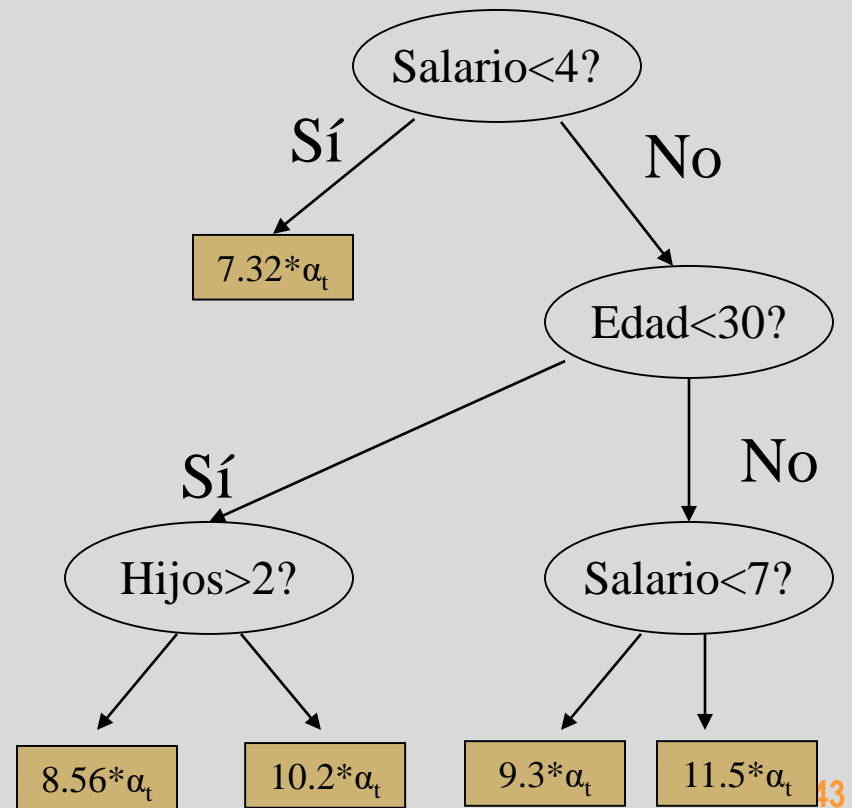 Salario<4?
Sí
No
7.32*αt
Edad<30?
Sí
No
Hijos>2?
Salario<7?
8.56*αt
10.2*αt
9.3*αt
11.5*αt
43